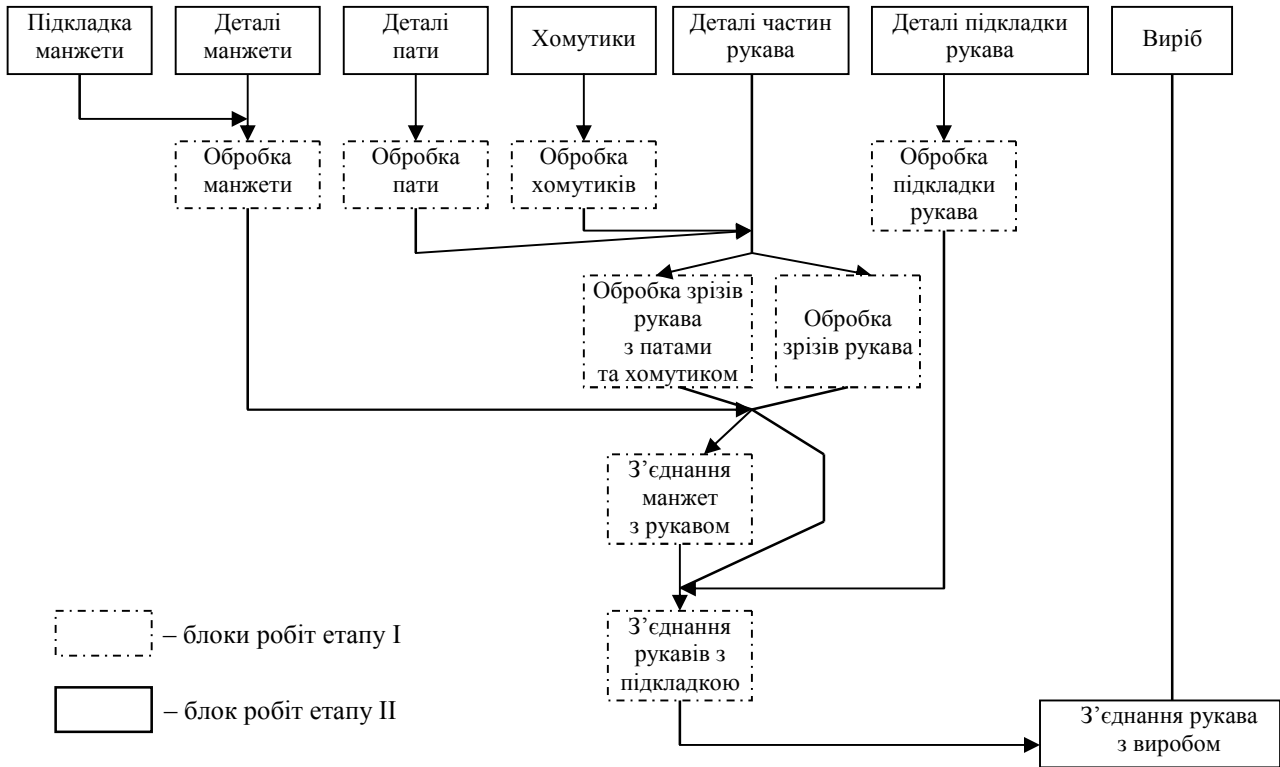 Підкладка
манжети
Деталі
манжети
Деталі
пати
Хомутики
Деталі частин
рукава
Деталі підкладки
рукава
Виріб
Обробка
манжети
Обробка
пати
Обробка
хомутиків
Обробка
підкладки
рукава
Обробка зрізів
рукава
з патами
та хомутиком
Обробка
зрізів рукава
З’єднання
манжет
з рукавом
– блоки робіт етапу І
З’єднання
рукавів з
підкладкою
– блок робіт етапу ІІ
З’єднання рукава
з виробом